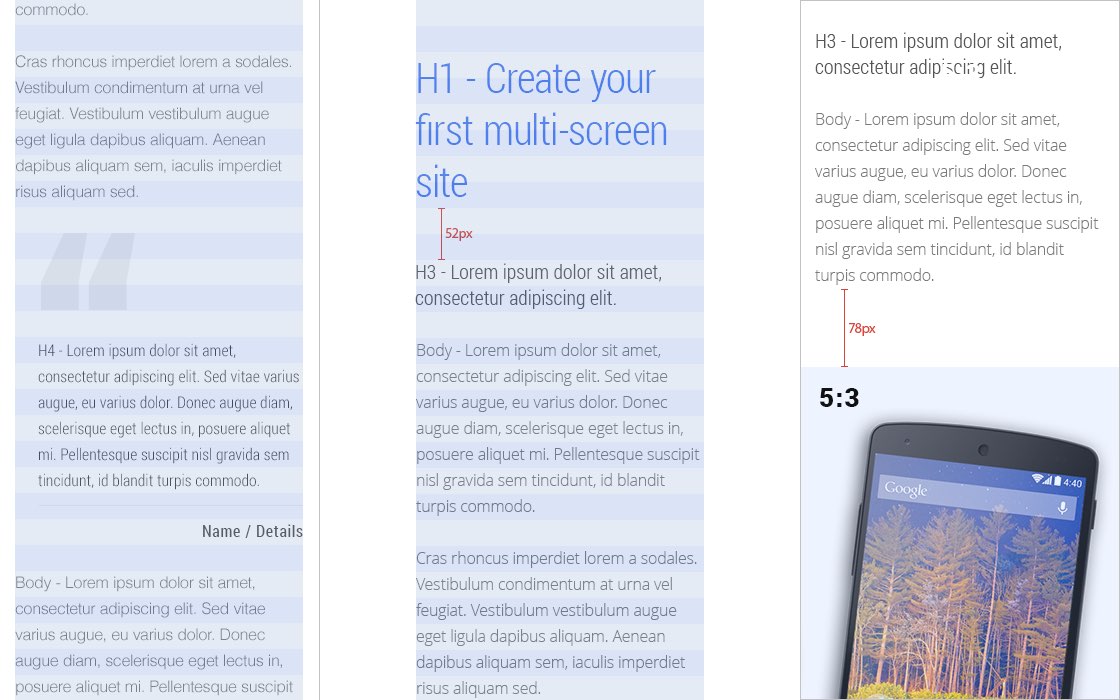 commodo.
Cras rhoncus imperdiet lorem a sodales.
Vestibulum condimentum at urna vel
feugiat. Vestibulum vestibulum augue
eget ligula dapibus aliquam. Aenean
dapibus aliquam sem, iaculis imperdiet
risus aliquam sed.
“
H4 - Lorem ipsum dolor sit amet,
consectetur adipiscing elit. Sed vitae varius
augue, eu varius dolor. Donec augue diam,
scelerisque eget lectus in, posuere aliquet
mi. Pellentesque suscipit nisl gravida sem
tincidunt, id blandit turpis commodo.
Name / Details
Body - Lorem ipsum dolor sit amet,
consectetur adipiscing elit. Sed vitae
varius augue, eu varius dolor. Donec
augue diam, scelerisque eget lectus in,
posuere aliquet mi. Pellentesque suscipit
H1 - Create your
first multi-screen
site
52px
H3 - Lorem ipsum dolor sit amet,
consectetur adipiscing elit.
Body - Lorem ipsum dolor sit amet,
consectetur adipiscing elit. Sed vitae
varius augue, eu varius dolor. Donec
augue diam, scelerisque eget lectus in,
posuere aliquet mi. Pellentesque suscipit
nisl gravida sem tincidunt, id blandit
turpis commodo.
Cras rhoncus imperdiet lorem a sodales.
Vestibulum condimentum at urna vel
feugiat. Vestibulum vestibulum augue
eget ligula dapibus aliquam. Aenean
dapibus aliquam sem, iaculis imperdiet
risus aliquam sed.
H3 - Lorem ipsum dolor sit amet,
consectetur adipiscing elit.
Body - Lorem ipsum dolor sit amet,
consectetur adipiscing elit. Sed vitae
varius augue, eu varius dolor. Donec
augue diam, scelerisque eget lectus in,
posuere aliquet mi. Pellentesque suscipit
nisl gravida sem tincidunt, id blandit
turpis commodo.
78px
5:3
4:40
Google